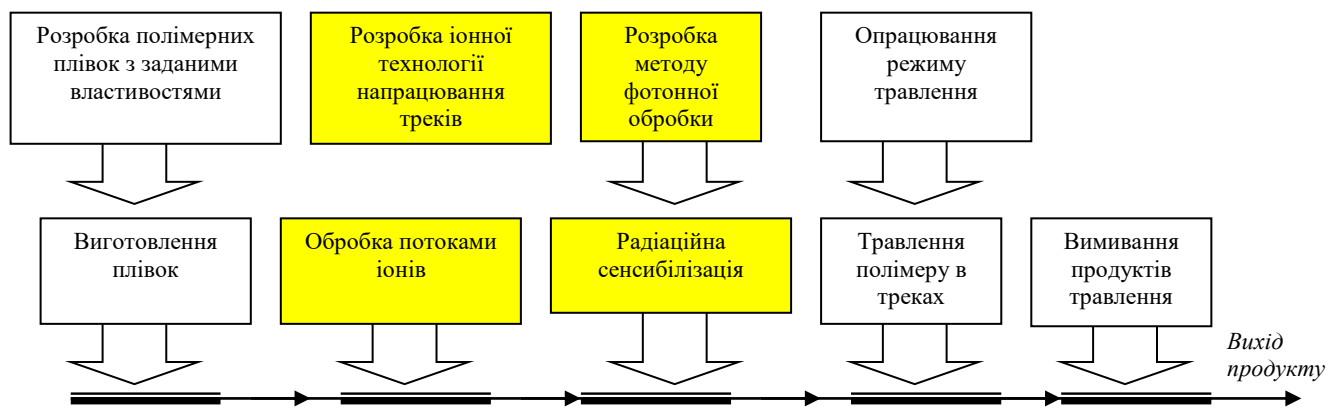 Розробка полімерних
плівок з заданими
властивостями
Розробка іонної
технології
напрацювання
треків
Розробка
методу
фотонної
обробки
Опрацювання
режиму
травлення
Виготовлення
плівок
Обробка потоками
іонів
Радіаційна
сенсибілізація
Травлення
полімеру в
треках
Вимивання
продуктів
травлення
Вихід
продукту